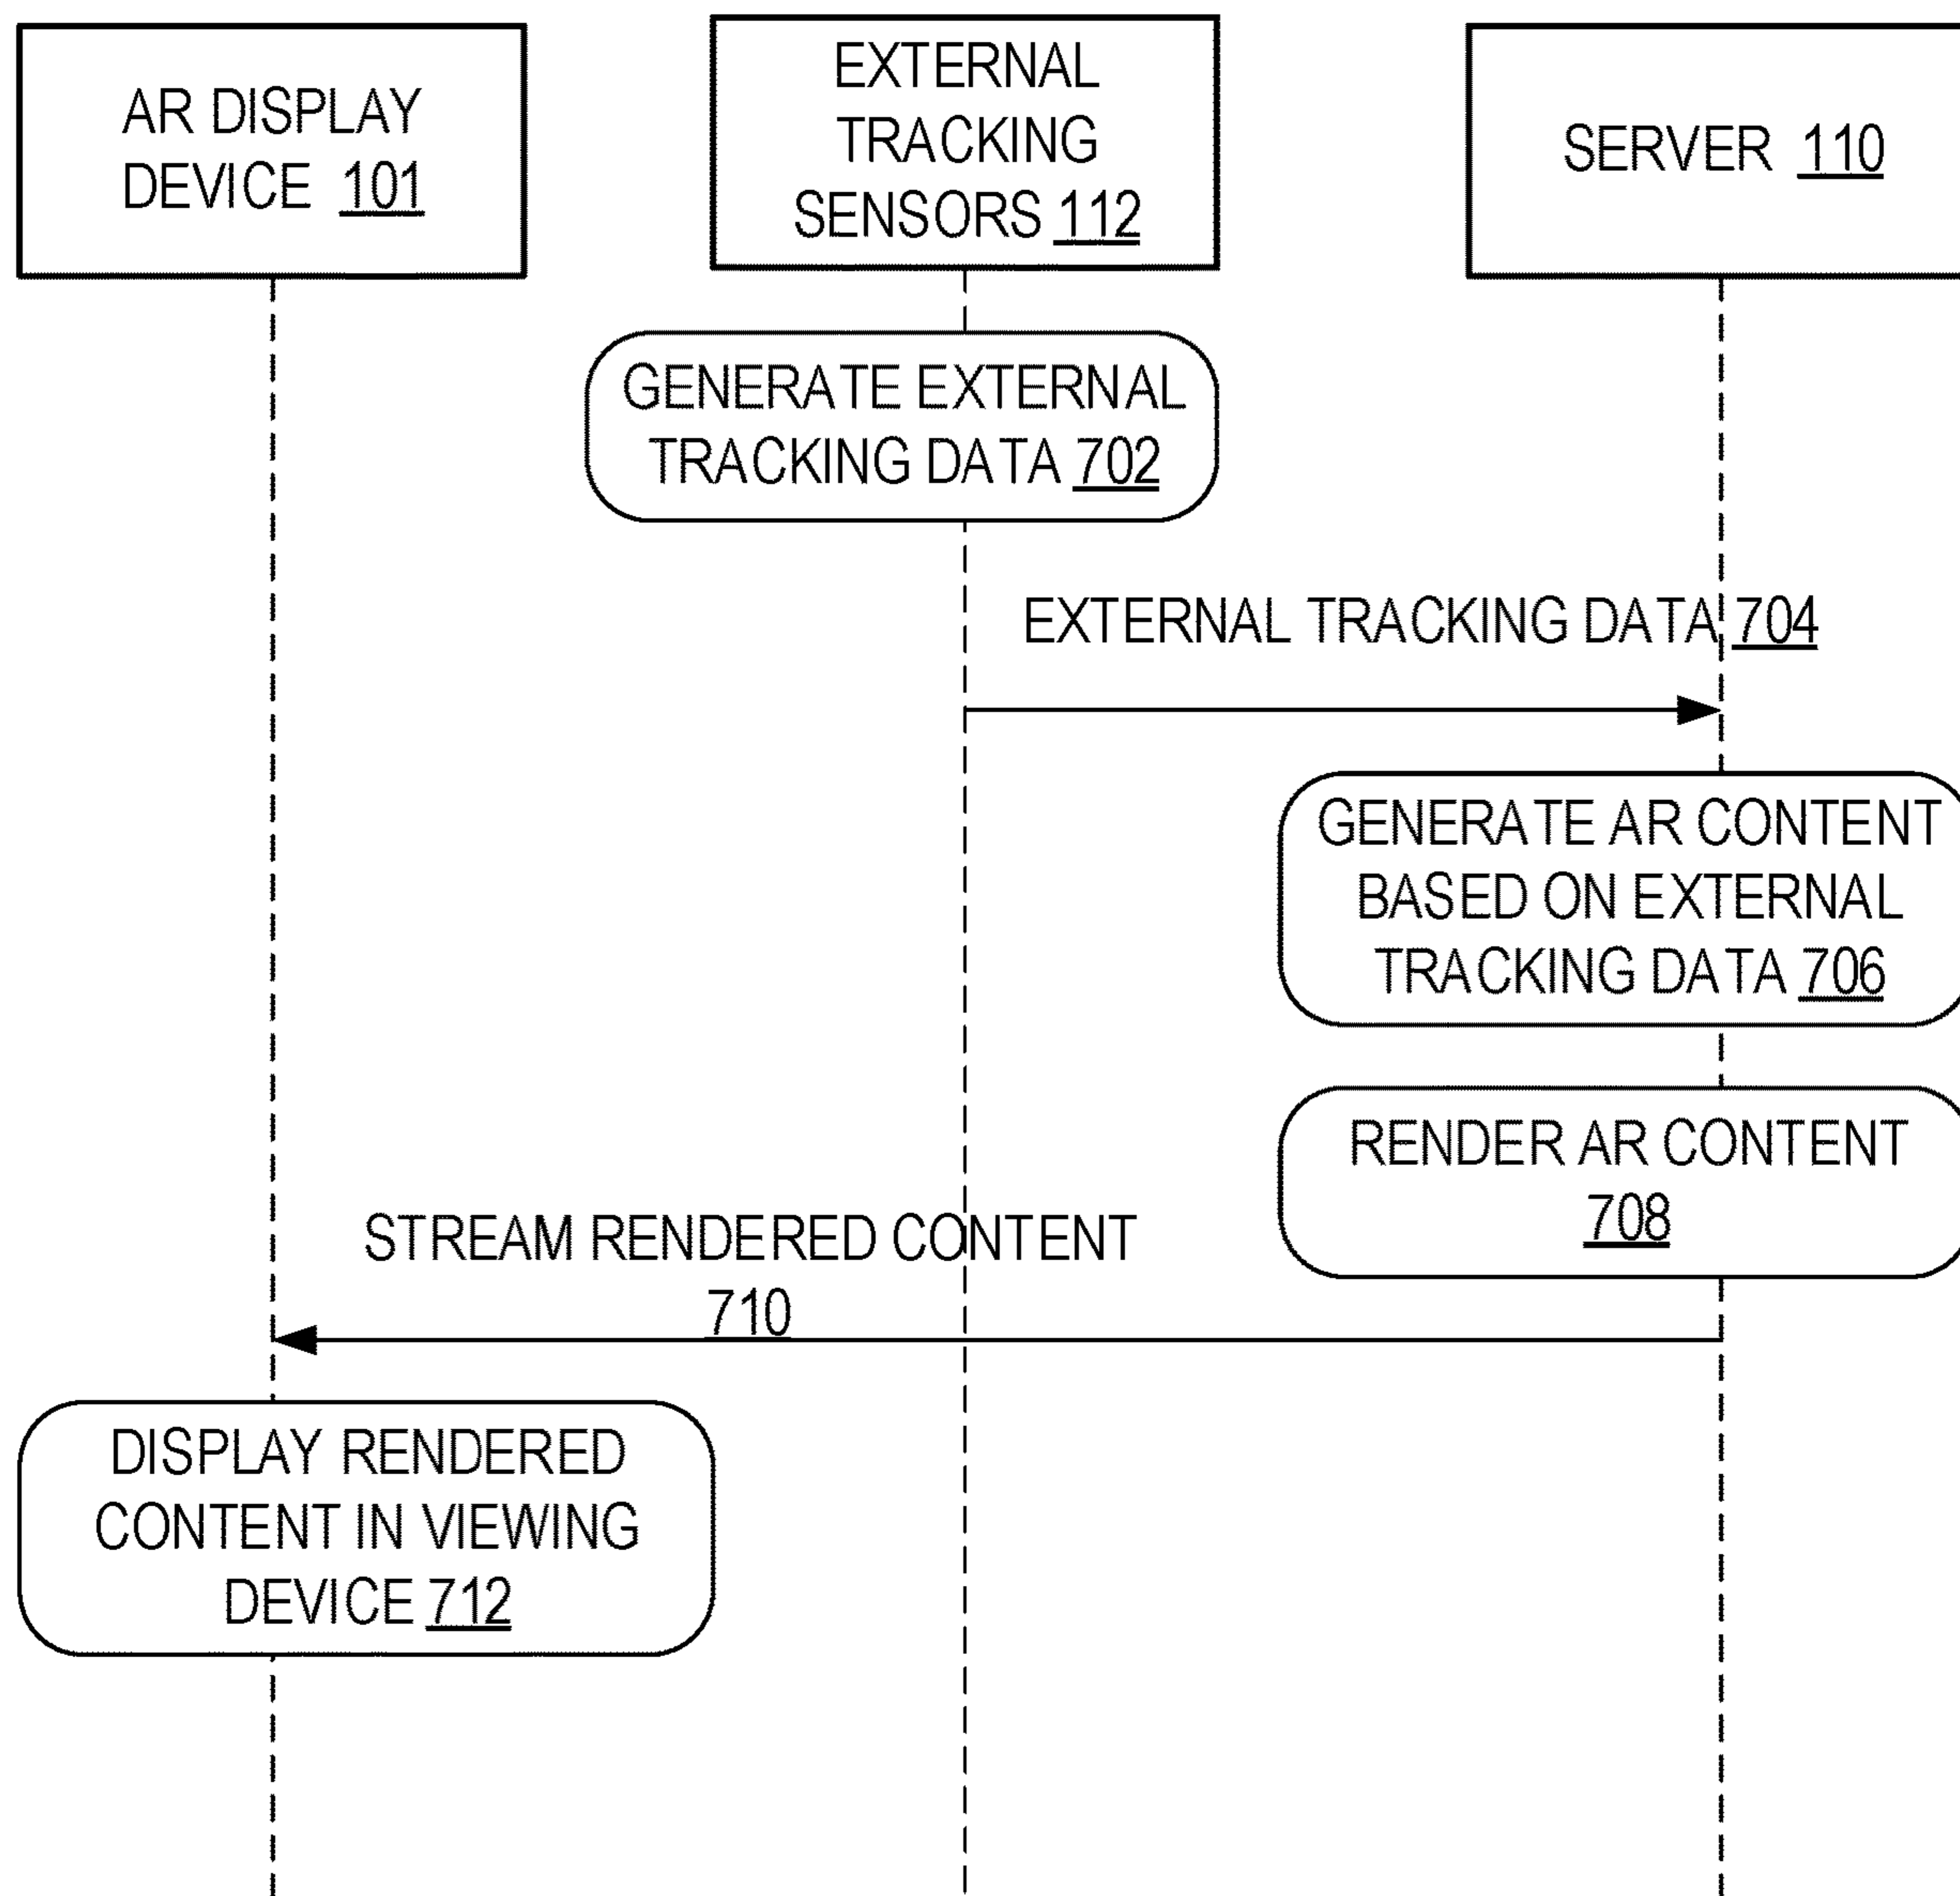 AR DISPLAY
DEVICE 101
EXTERNAL
TRACKING
SENSORS 112
SERVER 110
GENERATE EXTERNAL
TRACKING DATA 702
EXTERNAL TRACKING DATA 704
GENERATE AR CONTENT
BASED ON EXTERNAL
TRACKING DATA 706
RENDER AR CONTENT
708
STREAM RENDERED CONTENT
710
DISPLAY RENDERED
CONTENT IN VIEWING
DEVICE 712